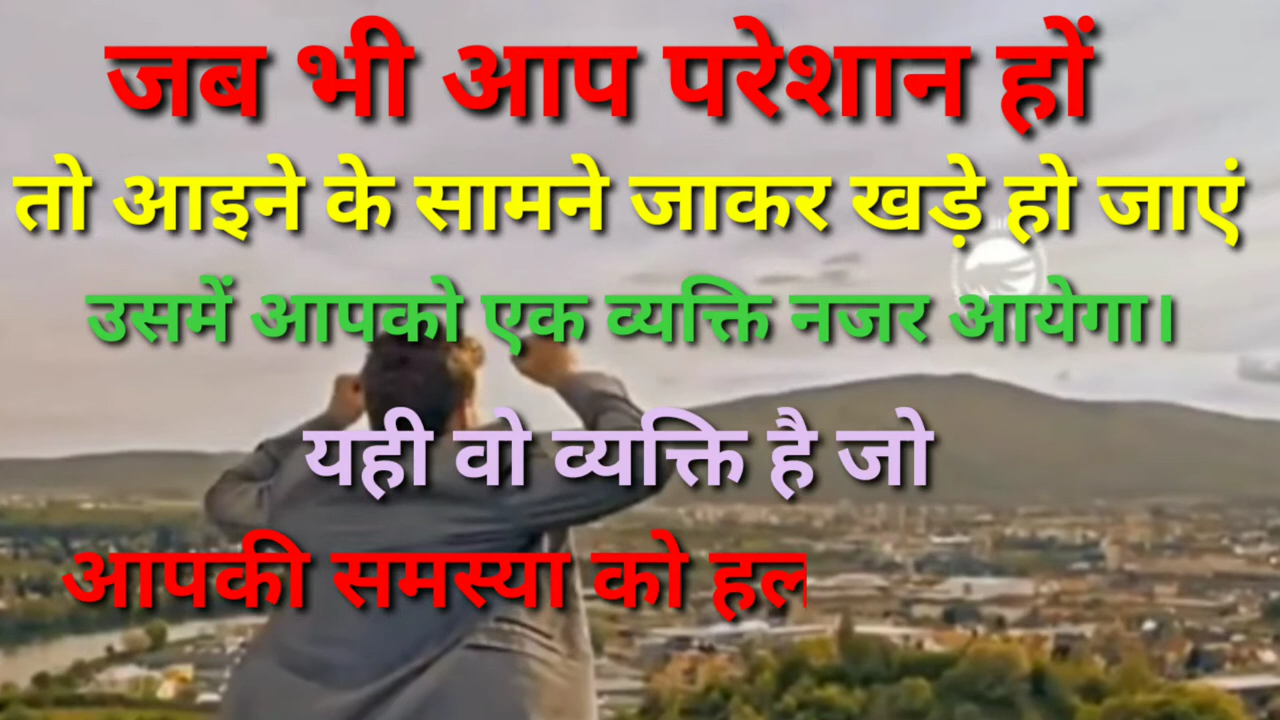 जब भी आप परेशान हों
तो आइने के सामने जाकर खड़े हो जाएं
उसमें आपको एक व्यक्ति नजर आयेगा।
यही वो व्यक्ति है जो
आपकी समस्या को हल